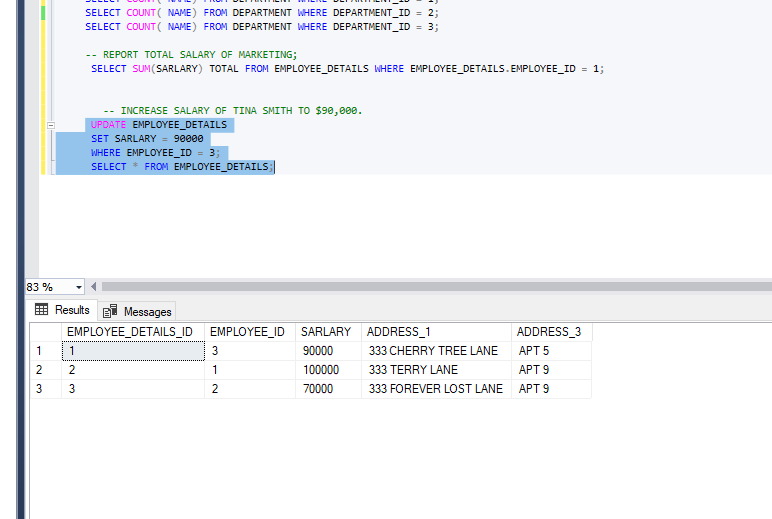 SELECT COUNT( NAME) FROM DEPARTMENT WHERE DEPARTMENT_ID = 1;
SELECT COUNT( NAME) FROM DEPARTMENT WHERE DEPARTMENT_ID = 2;
SELECT COUNT( NAME) FROM DEPARTMENT WHERE DEPARTMENT_ID = 3;
-- REPORT TOTAL SALARY OF MARKETING;
SELECT SUM(SARLARY) TOTAL FROM EMPLOYEE_DETAILS WHERE EMPLOYEE_DETAILS.EMPLOYEE_ID = 1;
-- INCREASE SALARY OF TINA SMITH TO $90,000.
UPDATE EMPLOYEE_DETAILS
SET SARLARY = 90000
WHERE EMPLOYEE_ID = 3;
SELECT * FROM EMPLOYEE_DETAILS;
83 %
Results Messages
EMPLOYEE_DETAILS_ID EMPLOYEE_ID SARLARY ADDRESS_1 ADDRESS_3
1 1 3 90000 333 CHERRY TREE LANE APT 5
2 2 1 100000 333 TERRY LANE APT 9
3 3 2 70000 333 FOREVER LOST LANE APT 9